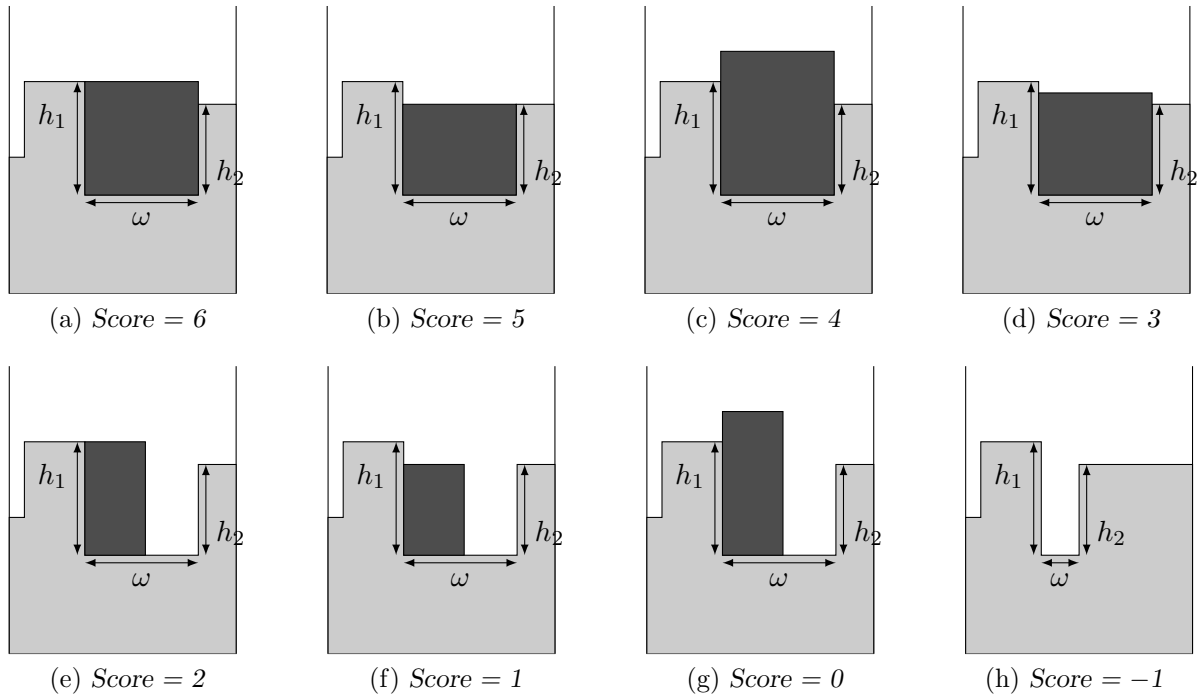 h₁ h₂ ω h₁ h₂ ω h₁ h₂ ω h₁ h₂ ω
(a) Score = 6 (b) Score = 5 (c) Score = 4 (d) Score = 3
h₁ h₂ ω h₁ h₂ ω h₁ h₂ ω h₁ h₂ ω
(e) Score = 2 (f) Score = 1 (g) Score = 0 (h) Score = −1